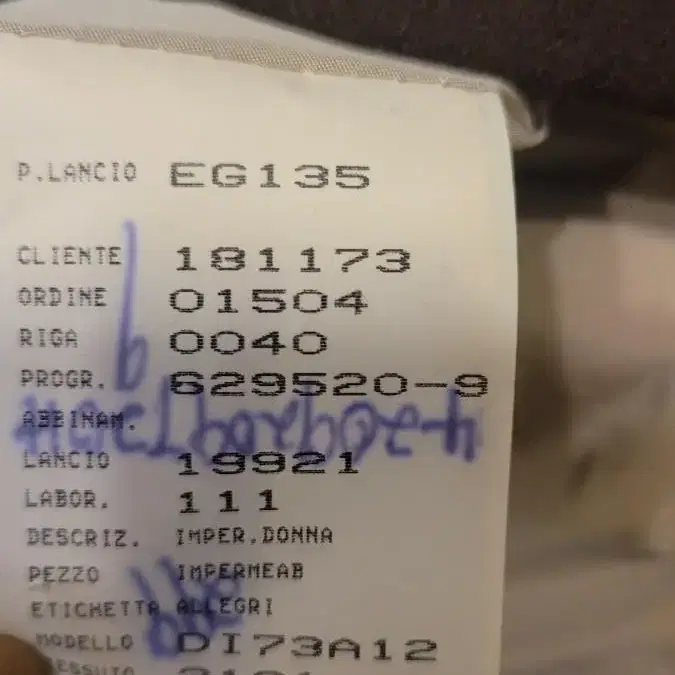 P.LANCIO EG135
CLIENTE 181173
ORDINE 01504
RIGA 0040
PROGR. 629520-9
ABBINAM.
LANCIO 19921
LABOR. 111
DESCRIZ. IMPER.DONNA
PEZZO IMPERMEAB
ETICHETTA ALLEGRI
MODELLO DI73A12